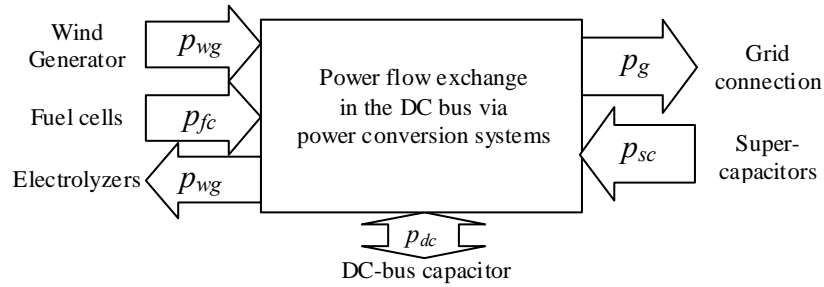 Wind
Generator
p_wg
Fuel cells
p_fc
Electrolyzers
p_wg
Power flow exchange
in the DC bus via
power conversion systems
p_g
Grid
connection
p_sc
Super-
capacitors
p_dc
DC-bus capacitor